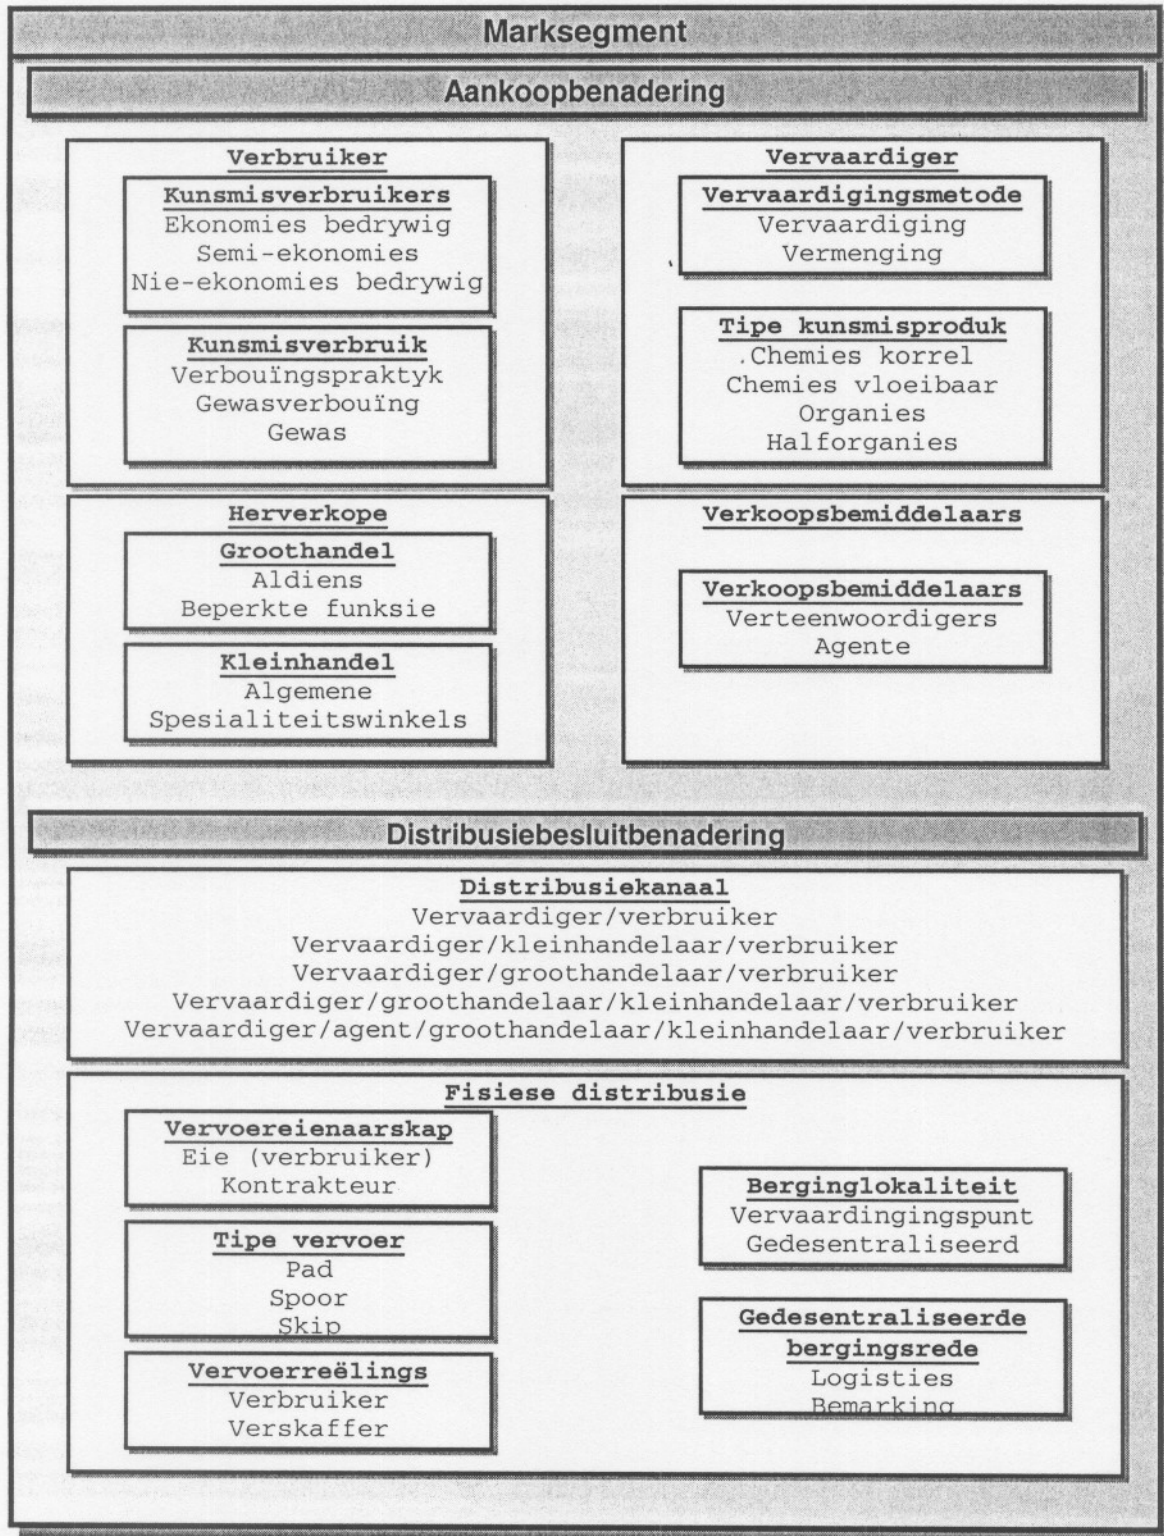 Marksegment
Aankoopbenadering
Verbruiker
Kunsmisverbruikers
Ekonomies bedrywig
Semi-ekonomies
Nie-ekonomies bedrywig
Kunsmisverbruik
Verbouïngspraktyk
Gewasverbouïng
Gewas
Vervaardiger
Vervaardigingsmetode
Vervaardiging
Vermenging
Tipe kunsmisproduk
Chemies korrel
Chemies vloeibaar
Organies
Halforganies
Herverkope
Groothandel
Aldiens
Beperkte funksie
Kleinhandel
Algemene
Spesialiteitswinkels
Verkoopsbemiddelaars
Verkoopsbemiddelaars
Verteenwoordigers
Agente
Distribusiebesluitbenadering
Distribusiekanaal
Vervaardiger/verbruiker
Vervaardiger/kleinhandelaar/verbruiker
Vervaardiger/groothandelaar/verbruiker
Vervaardiger/groothandelaar/kleinhandelaar/verbruiker
Vervaardiger/agent/groothandelaar/kleinhandelaar/verbruiker
Fisiese distribusie
Vervoereienaarskap
Eie (verbruiker)
Kontrakteur
Tipe vervoer
Pad
Spoor
Skip
Vervoerreëlings
Verbruiker
Verskaffer
Berginglokaliteit
Vervaardingingspunt
Gedesentraliseerd
Gedesentraliseerde
bergingsrede
Logisties
Bemarking